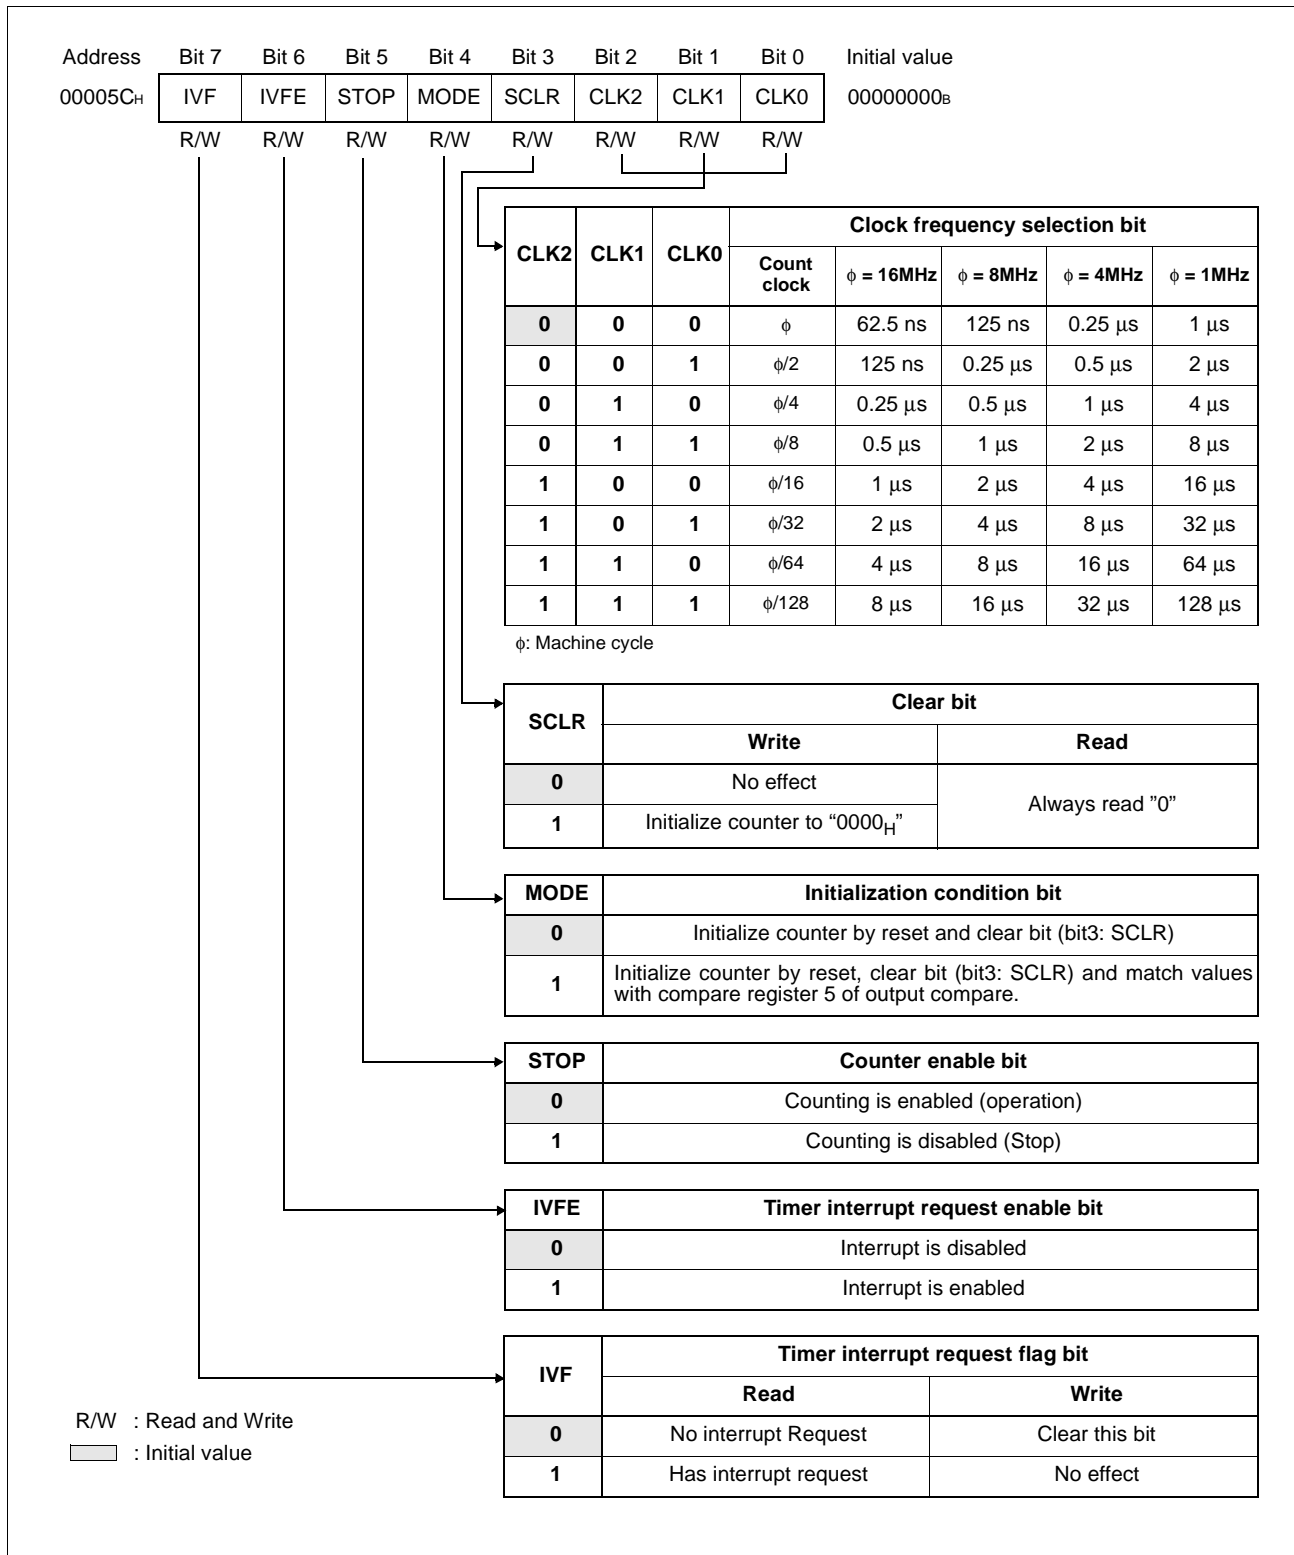 Address Bit 7 Bit 6 Bit 5 Bit 4 Bit 3 Bit 2 Bit 1 Bit 0 Initial value
00005CH IVF IVFE STOP MODE SCLR CLK2 CLK1 CLK0 00000000B
R/W R/W R/W R/W R/W R/W R/W R/W
CLK2 CLK1 CLK0 Clock frequency selection bit
Count clock ϕ = 16MHz ϕ = 8MHz ϕ = 4MHz ϕ = 1MHz
0 0 0 ϕ 62.5 ns 125 ns 0.25 µs 1 µs
0 0 1 ϕ/2 125 ns 0.25 µs 0.5 µs 2 µs
0 1 0 ϕ/4 0.25 µs 0.5 µs 1 µs 4 µs
0 1 1 ϕ/8 0.5 µs 1 µs 2 µs 8 µs
1 0 0 ϕ/16 1 µs 2 µs 4 µs 16 µs
1 0 1 ϕ/32 2 µs 4 µs 8 µs 32 µs
1 1 0 ϕ/64 4 µs 8 µs 16 µs 64 µs
1 1 1 ϕ/128 8 µs 16 µs 32 µs 128 µs
ϕ: Machine cycle
SCLR Clear bit
Write Read
0 No effect Always read ”0”
1 Initialize counter to “0000H”
MODE Initialization condition bit
0 Initialize counter by reset and clear bit (bit3: SCLR)
1 Initialize counter by reset, clear bit (bit3: SCLR) and match values
with compare register 5 of output compare.
STOP Counter enable bit
0 Counting is enabled (operation)
1 Counting is disabled (Stop)
IVFE Timer interrupt request enable bit
0 Interrupt is disabled
1 Interrupt is enabled
IVF Timer interrupt request flag bit
Read Write
0 No interrupt Request Clear this bit
1 Has interrupt request No effect
R/W : Read and Write
: Initial value